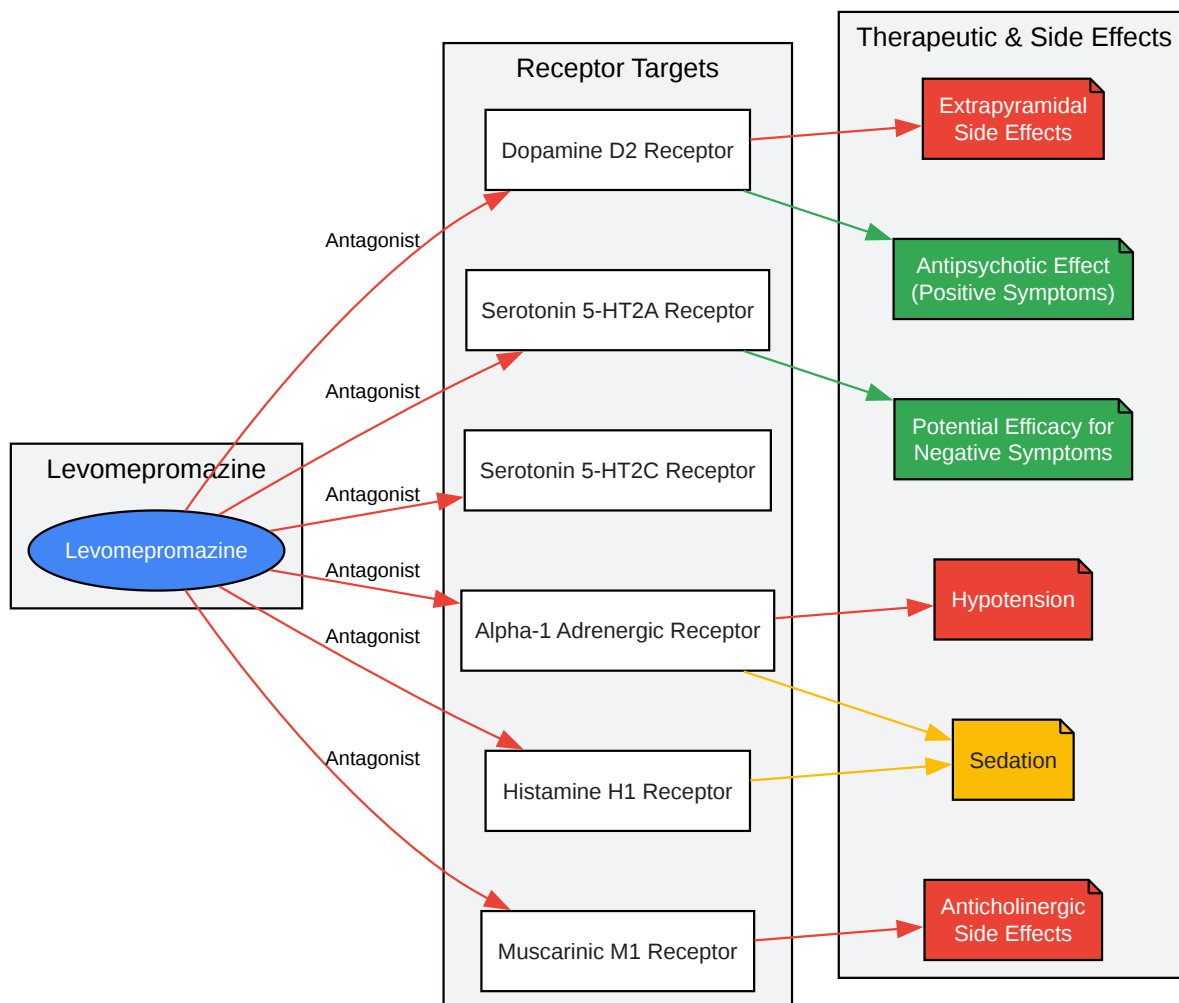 Therapeutic & Side Effects
Receptor Targets
Extrapyramidal
Side Effects
Dopamine D2 Receptor
Antagonist
Antipsychotic Effect
(Positive Symptoms)
Serotonin 5-HT2A Receptor
Antagonist
Potential Efficacy for
Negative Symptoms
Levomepromazine
Serotonin 5-HT2C Receptor
Antagonist
Levomepromazine
Antagonist
Hypotension
Alpha-1 Adrenergic Receptor
Antagonist
Sedation
Antagonist
Histamine H1 Receptor
Anticholinergic
Side Effects
Muscarinic M1 Receptor